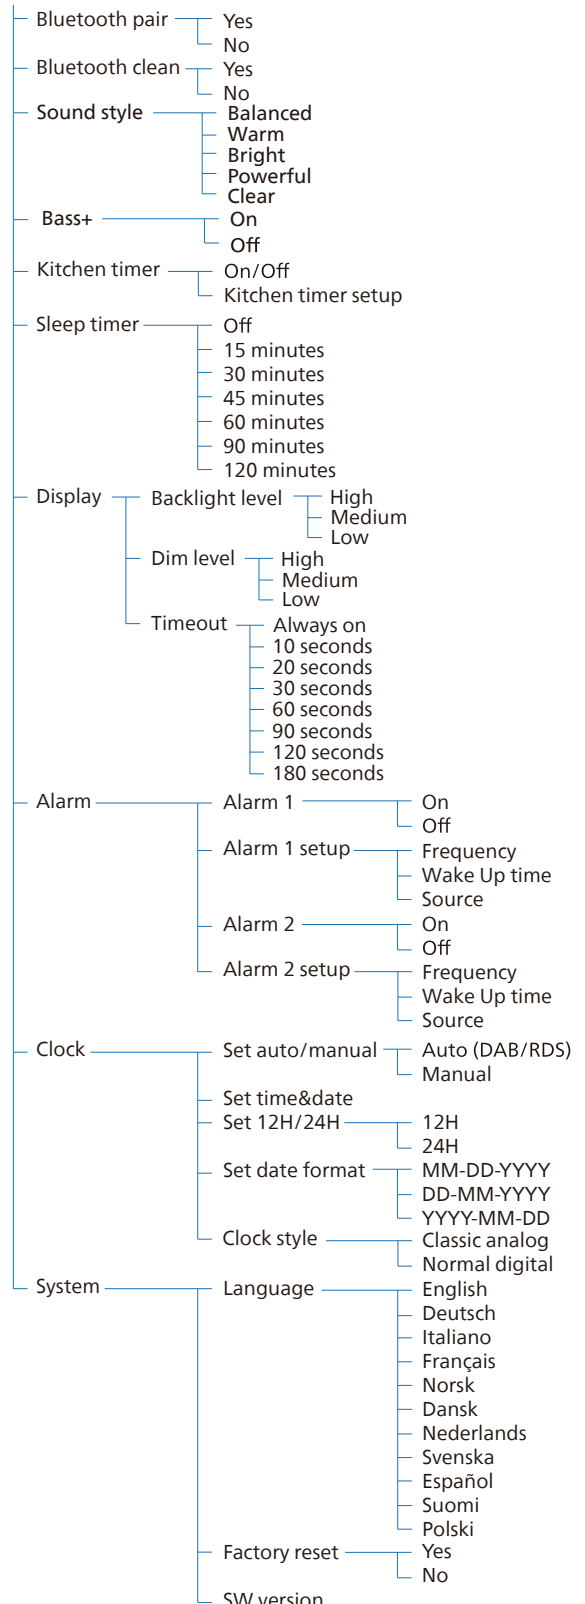 Bluetooth pair Yes
No
Bluetooth clean Yes
No
Sound style Balanced
Warm
Bright
Powerful
Clear
Bass+ On
Off
Kitchen timer On/Off
Kitchen timer setup
Sleep timer Off
15 minutes
30 minutes
45 minutes
60 minutes
90 minutes
120 minutes
Display Backlight level High
Medium
Low
Dim level High
Medium
Low
Timeout Always on
10 seconds
20 seconds
30 seconds
60 seconds
90 seconds
120 seconds
180 seconds
Alarm Alarm 1 On
Off
Alarm 1 setup Frequency
Wake Up time
Source
Alarm 2 On
Off
Alarm 2 setup Frequency
Wake Up time
Source
Clock Set auto/manual Auto (DAB/RDS)
Manual
Set time&date
Set 12H/24H 12H
24H
Set date format MM-DD-YYYY
DD-MM-YYYY
YYYY-MM-DD
Clock style Classic analog
Normal digital
System Language English
Deutsch
Italiano
Français
Norsk
Dansk
Nederlands
Svenska
Español
Suomi
Polski
Factory reset Yes
No
SW version